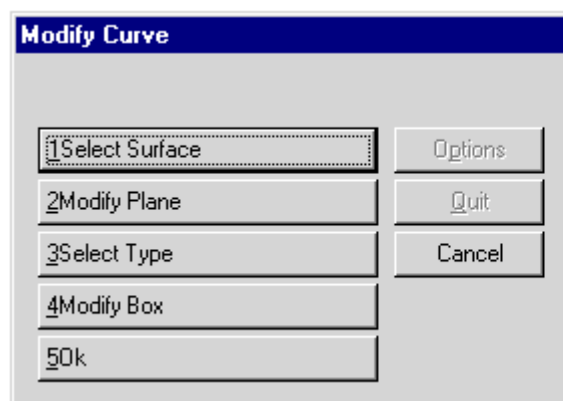 Modify Curve
1Select Surface
Options
2Modify Plane
Quit
3Select Type
Cancel
4Modify Box
5Ok